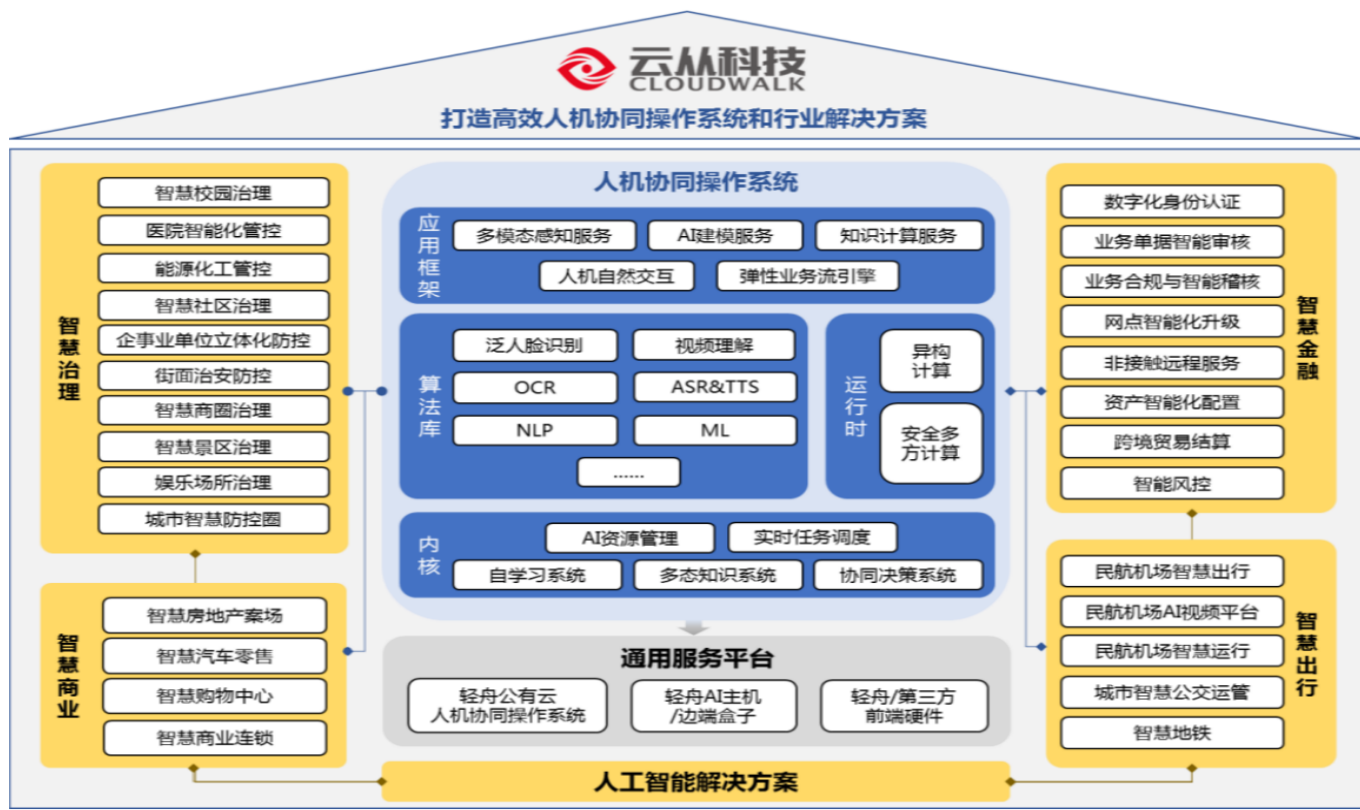 云从科技
CLOUDWALK
打造高效人机协同操作系统和行业解决方案
智慧治理
智慧校园治理
医院智能化管控
能源化工管控
智慧社区治理
企事业单位立体化防控
街面治安防控
智慧商圈治理
智慧景区治理
娱乐场所治理
城市智慧防控圈
智慧商业
智慧房地产案场
智慧汽车零售
智慧购物中心
智慧商业连锁
人机协同操作系统
应用框架
多模态感知服务
AI建模服务
知识计算服务
人机自然交互
弹性业务流引擎
算法库
泛人脸识别
视频理解
OCR
ASR&TTS
NLP
ML
......
运行时
异构
计算
安全多
方计算
内核
AI资源管理
实时任务调度
自学习系统
多态知识系统
协同决策系统
通用服务平台
轻舟公有云
人机协同操作系统
轻舟AI主机
/边端盒子
轻舟/第三方
前端硬件
智慧金融
数字化身份认证
业务单据智能审核
业务合规与智能稽核
网点智能化升级
非接触远程服务
资产智能化配置
跨境贸易结算
智能风控
智慧出行
民航机场智慧出行
民航机场AI视频平台
民航机场智慧运行
城市智慧公交运管
智慧地铁
人工智能解决方案